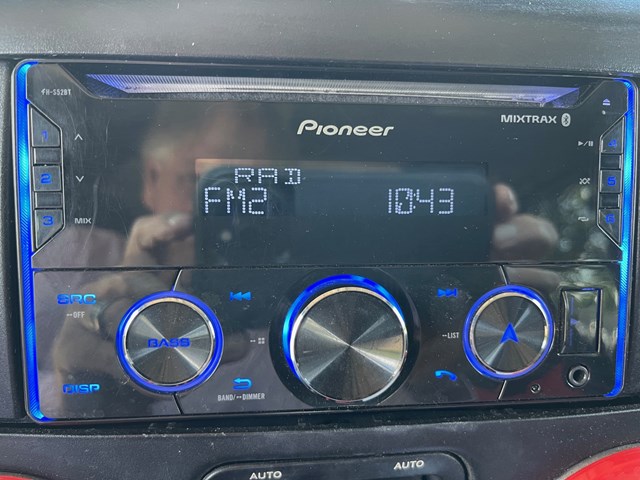 FH-S52BT
Pioneer
MIXTRAX
1
2
3
MIX
4
5
6
RAD
FM2 1043
SRC
OFF
BASS
DISP
BAND/ DIMMER
LIST
AUTO
AUTO